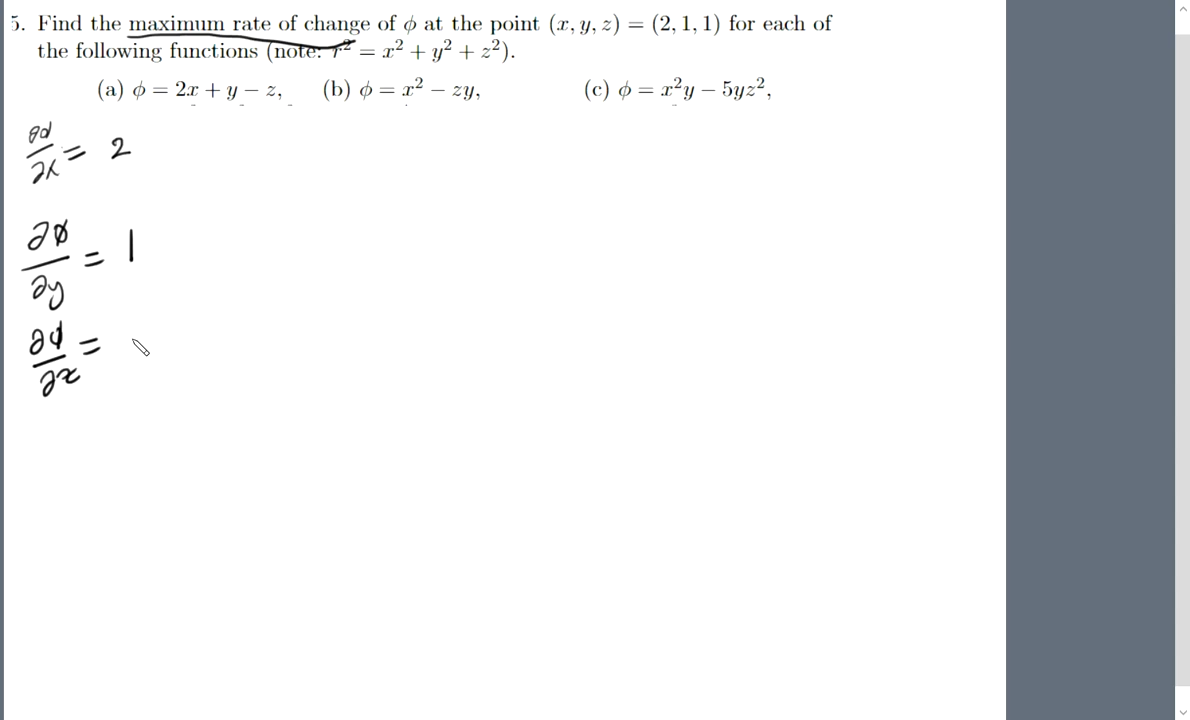 5. Find the maximum rate of change of ϕ at the point (x, y, z) = (2, 1, 1) for each of
the following functions (note: r² = x² + y² + z²).
(a) ϕ = 2x + y − z, (b) ϕ = x² − zy, (c) ϕ = x²y − 5yz²,
∂ϕ/∂x = 2
∂ϕ/∂y = 1
∂ϕ/∂z =